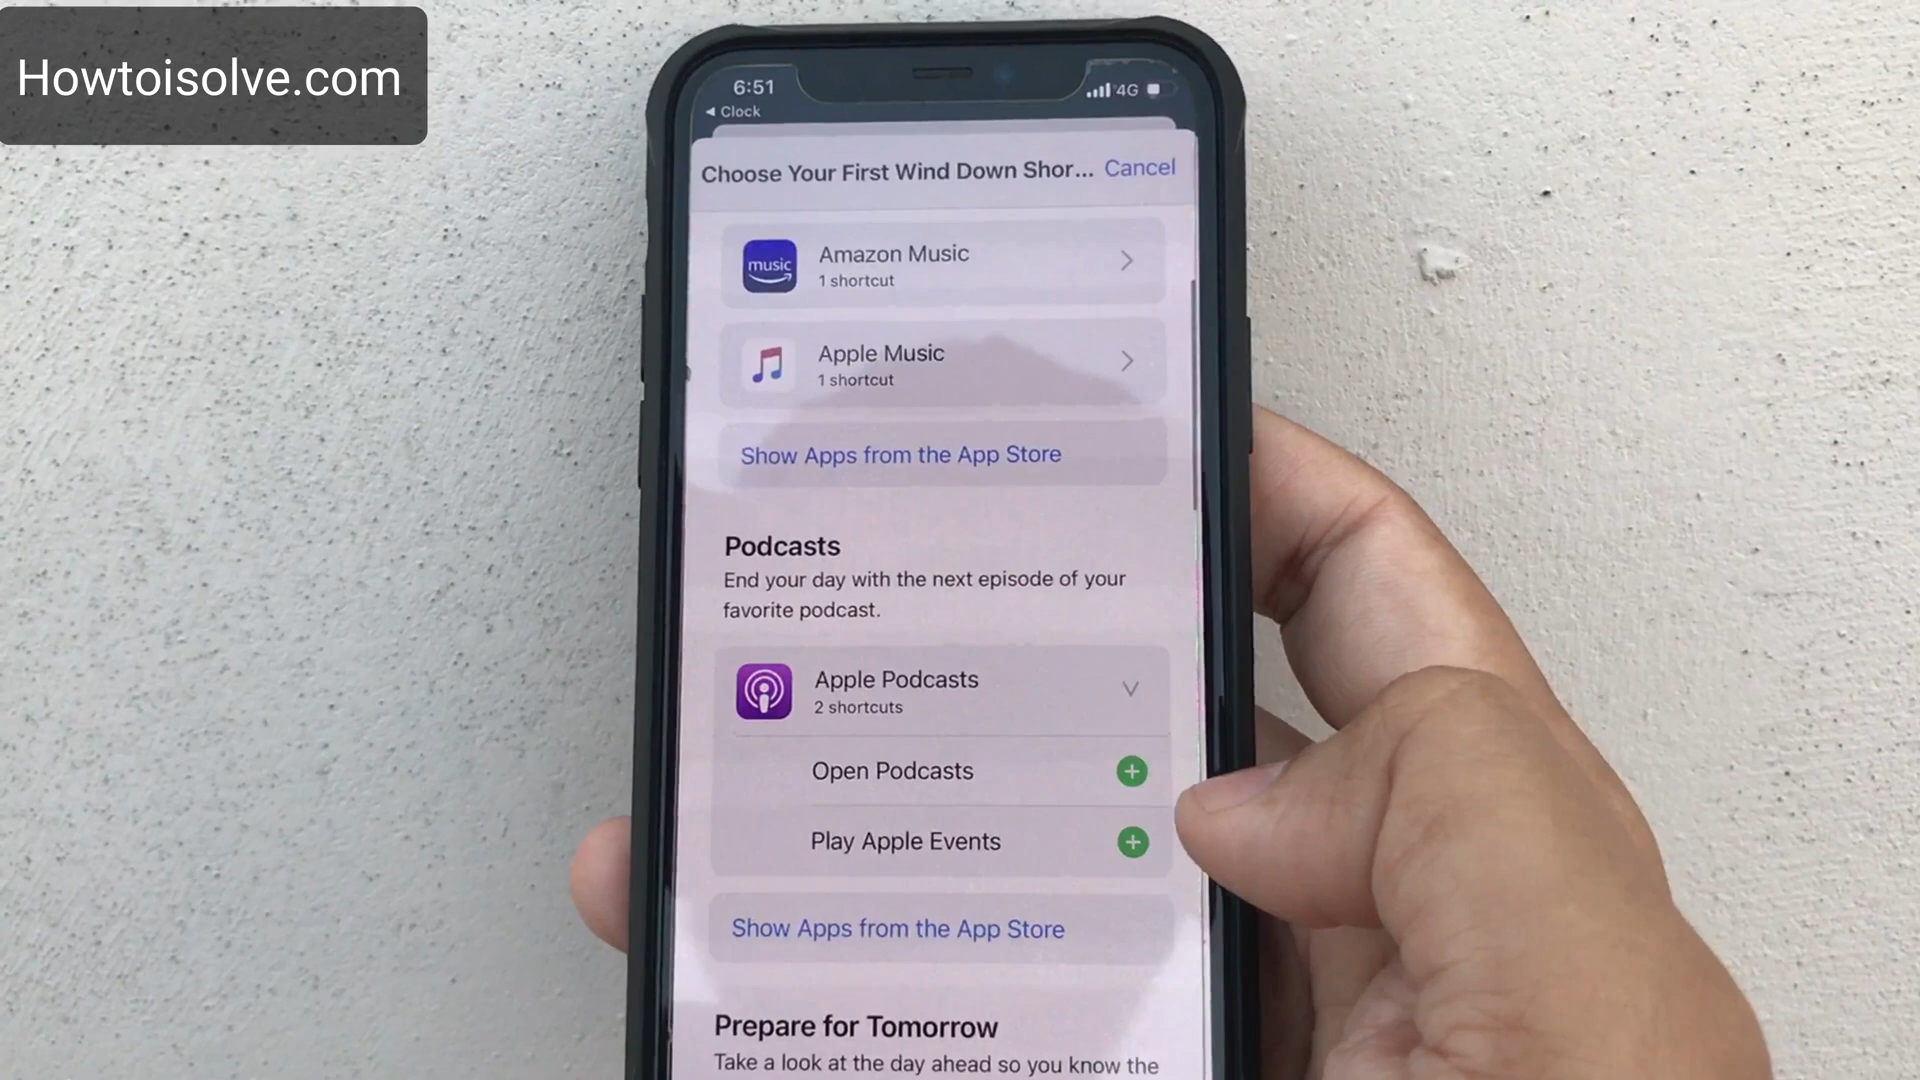 Howtoisolve.com
6:51
4G
◄ Clock
Choose Your First Wind Down Shor... Cancel
music
Amazon Music
1 shortcut
Apple Music
1 shortcut
Show Apps from the App Store
Podcasts
End your day with the next episode of your
favorite podcast.
Apple Podcasts
2 shortcuts
Open Podcasts
Play Apple Events
Show Apps from the App Store
Prepare for Tomorrow
Take a look at the day ahead so you know the